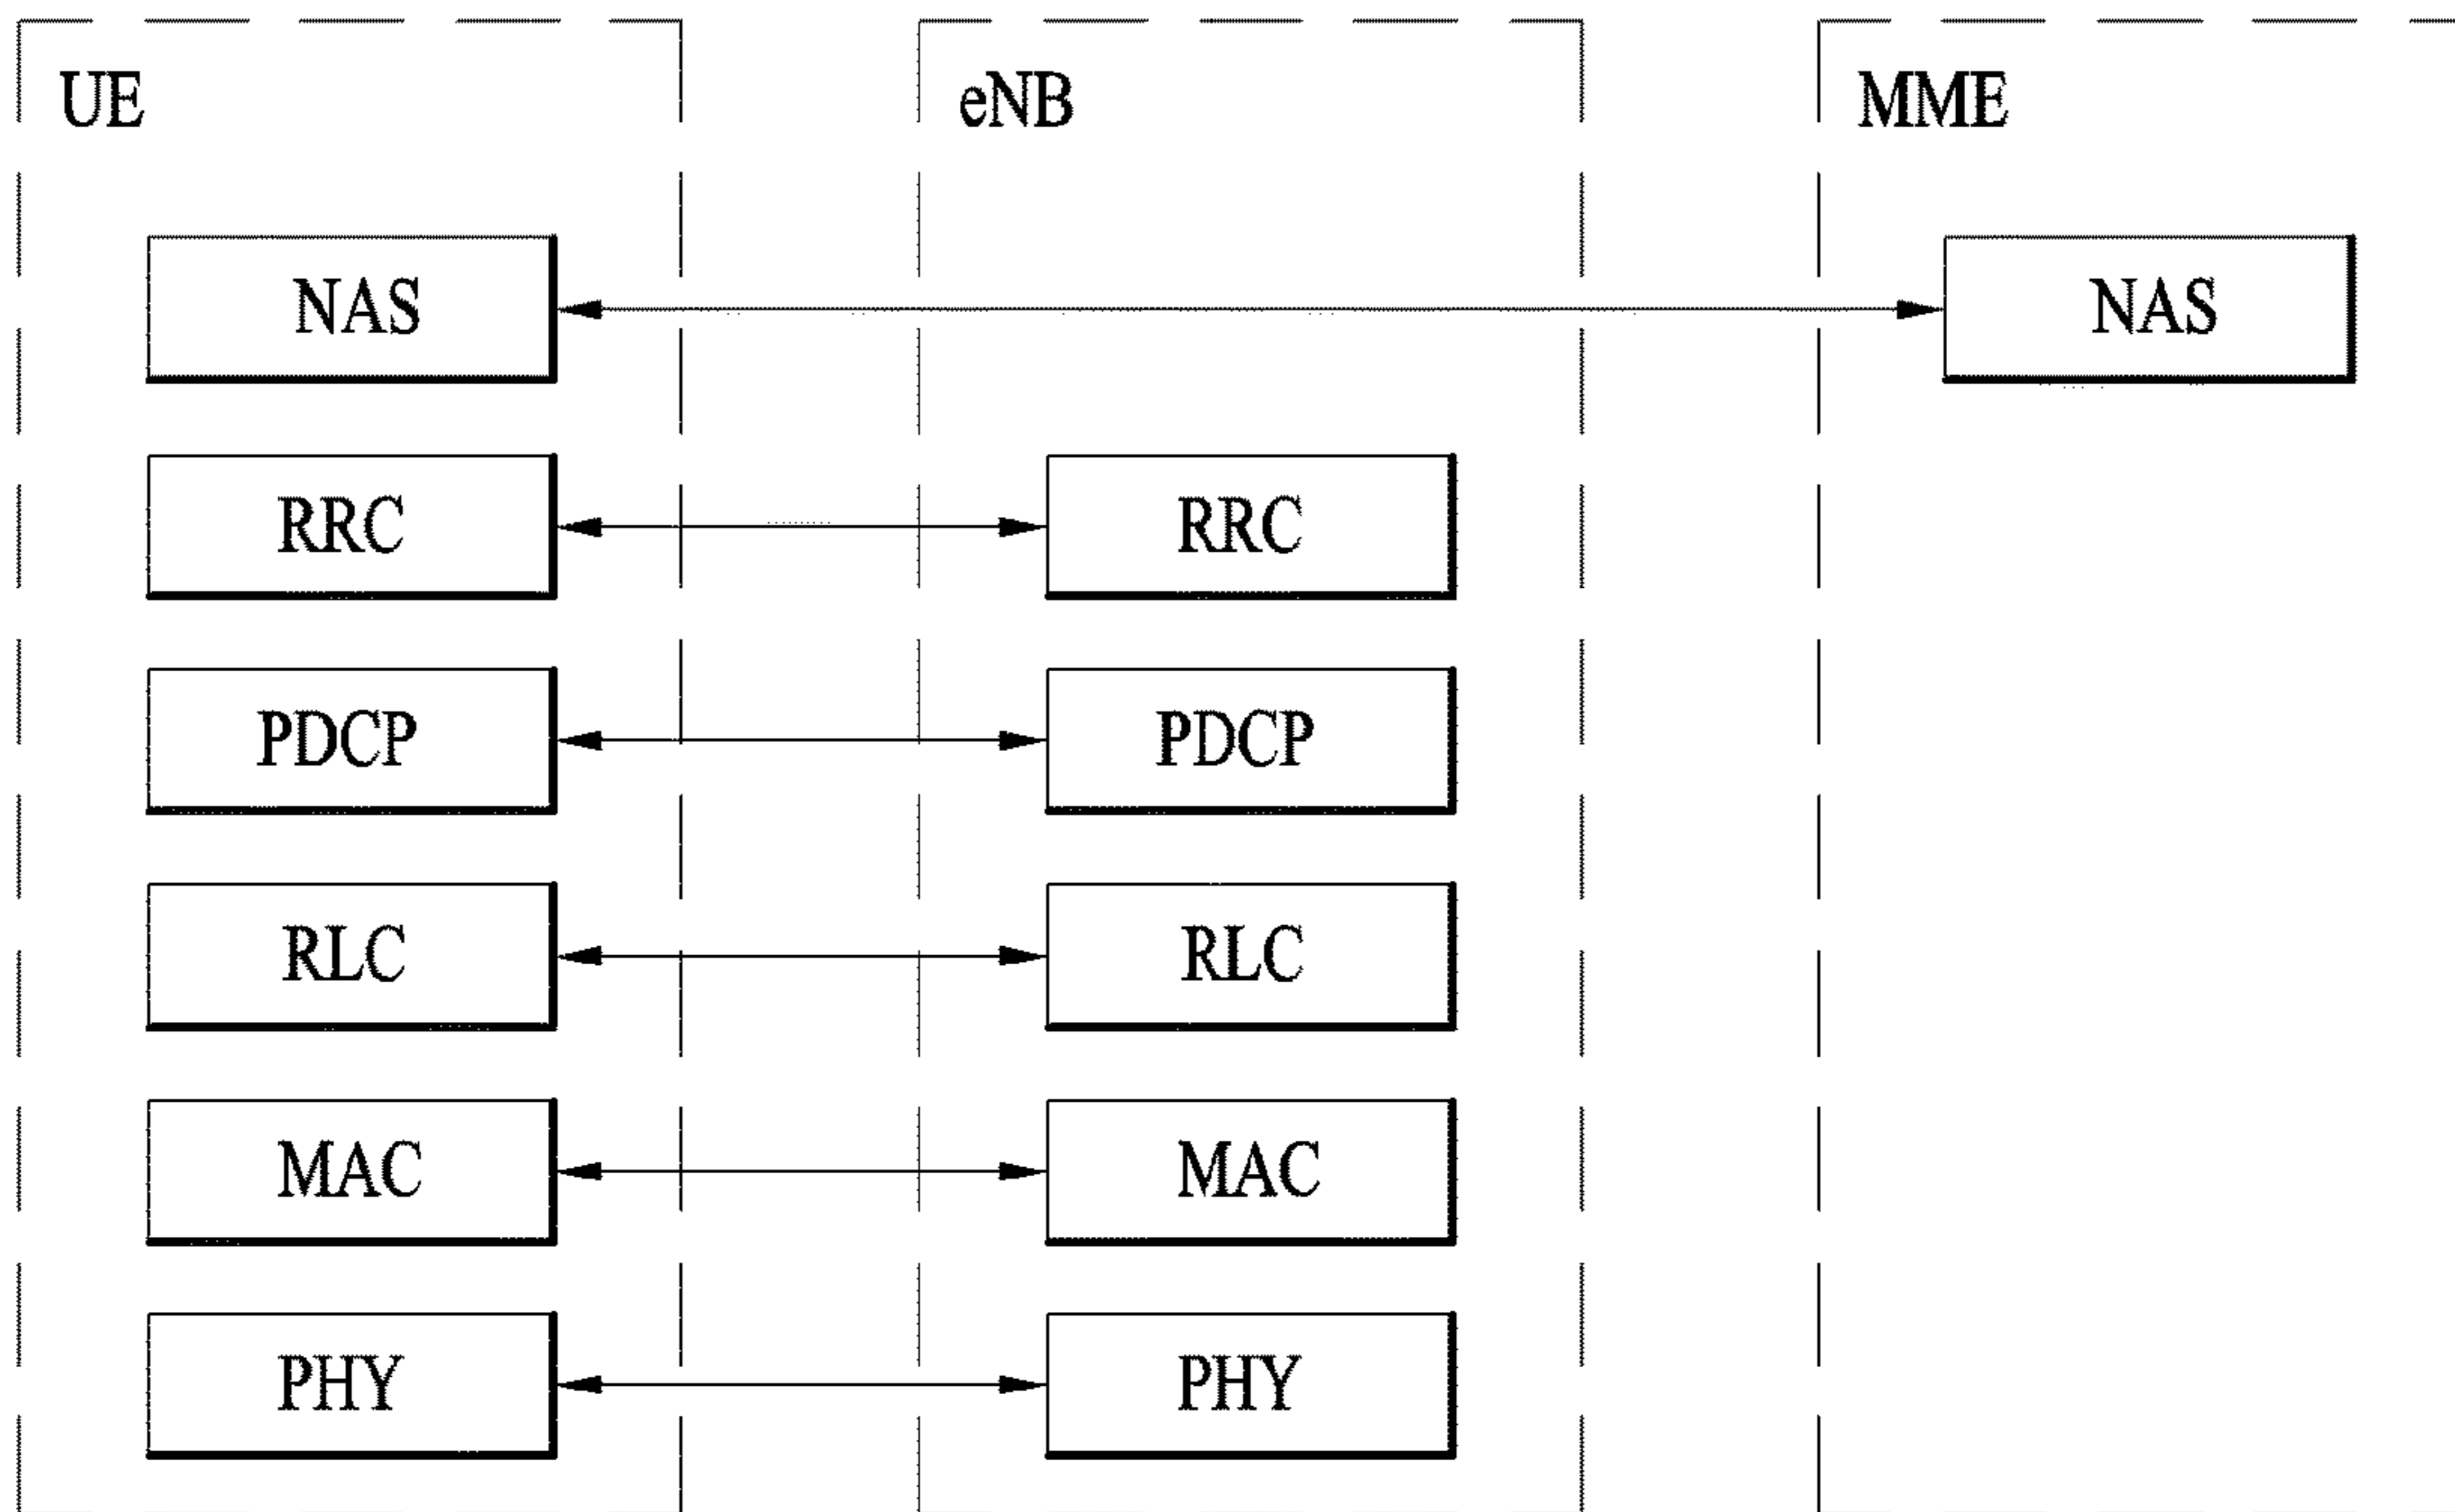 UE eNB MME
NAS NAS
RRC RRC
PDCP PDCP
RLC RLC
MAC MAC
PHY PHY